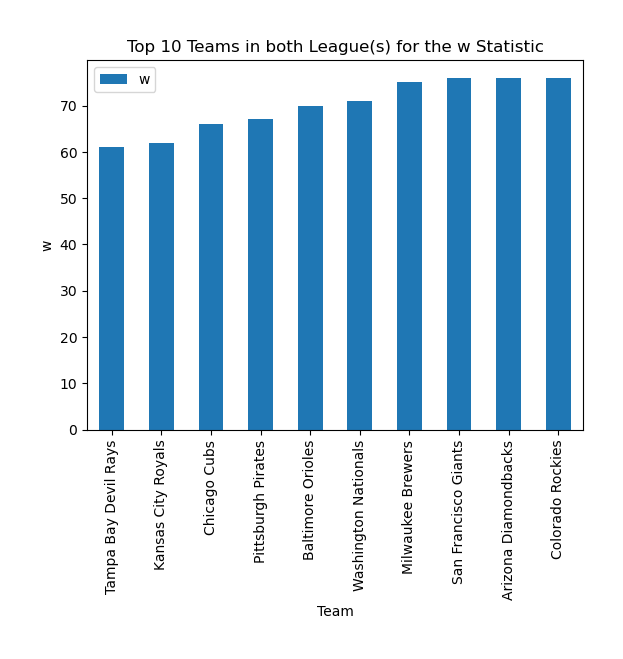 Top 10 Teams in both League(s) for the w Statistic
w
70
60
50
40
30
20
10
0
w
Tampa Bay Devil Rays
Kansas City Royals
Chicago Cubs
Pittsburgh Pirates
Baltimore Orioles
Washington Nationals
Milwaukee Brewers
San Francisco Giants
Arizona Diamondbacks
Colorado Rockies
Team